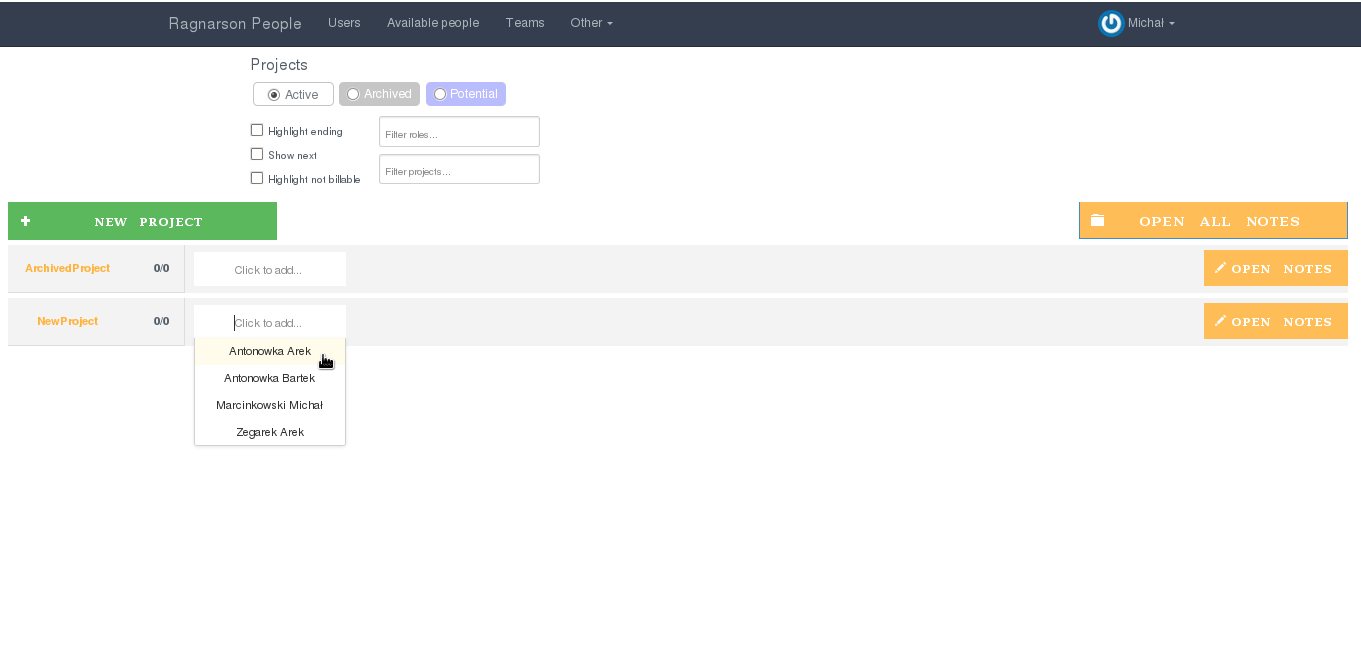 Ragnarson People Users Available people Teams Other Michał
Projects
Active Archived Potential
Highlight ending Filter roles...
Show next
Highlight not billable Filter projects...
NEW PROJECT OPEN ALL NOTES
ArchivedProject 0/0 Click to add... OPEN NOTES
NewProject 0/0 Click to add... OPEN NOTES
Antonowka Arek
Antonowka Bartek
Marcinkowski Michał
Zegarek Arek